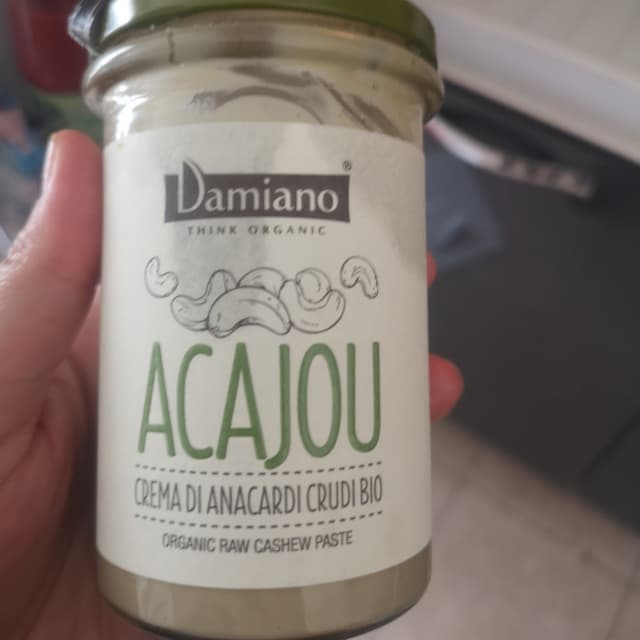 Damiano®
THINK ORGANIC
ACAJOU
CREMA DI ANACARDI CRUDI BIO
ORGANIC RAW CASHEW PASTE